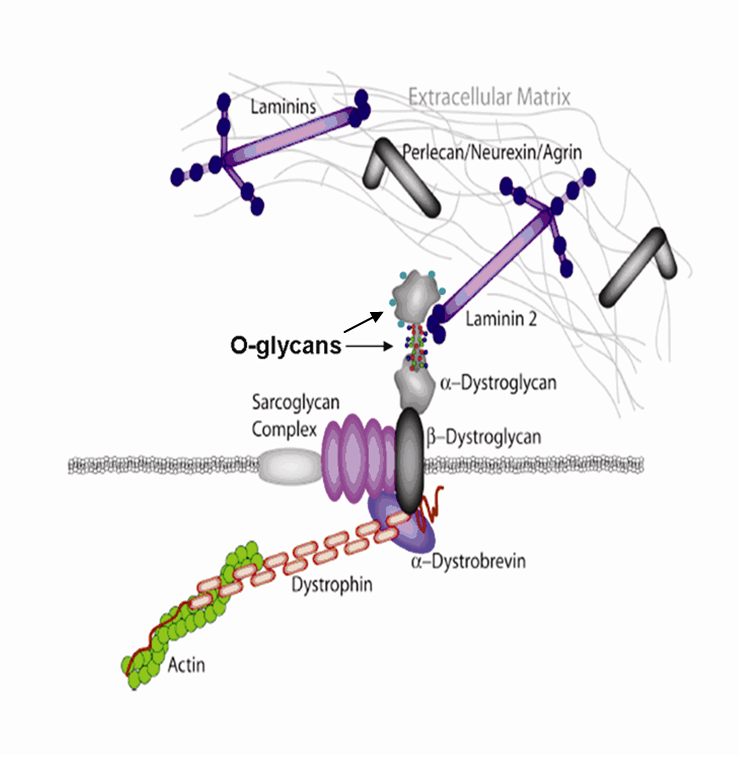 Extracellular Matrix
Laminins
Perlecan/Neurexin/Agrin
Laminin 2
O-glycans
α–Dystroglycan
Sarcoglycan
Complex
β–Dystroglycan
α–Dystrobrevin
Dystrophin
Actin